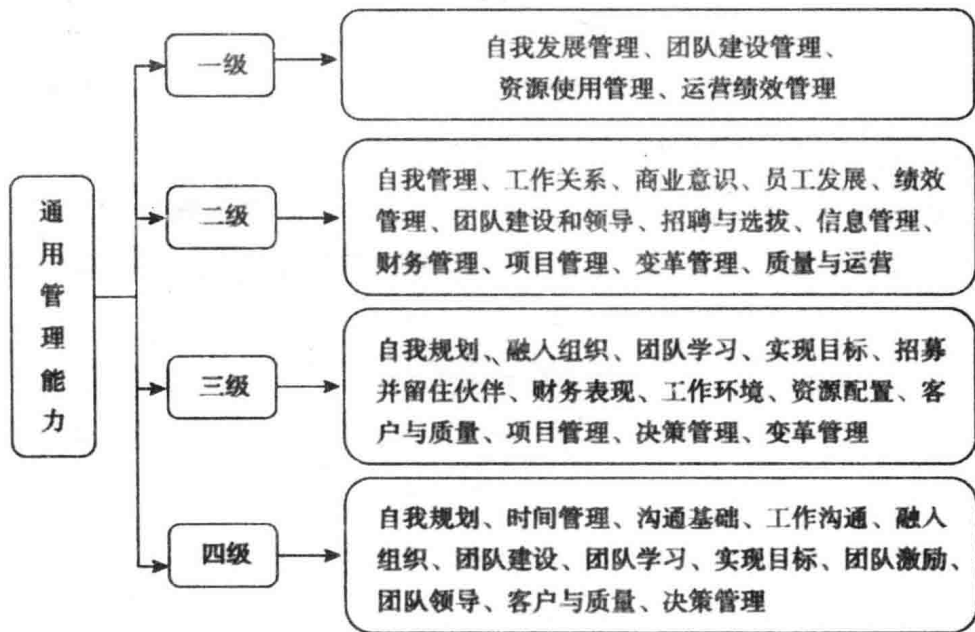 通用管理能力
一级
自我发展管理、团队建设管理、
资源使用管理、运营绩效管理
二级
自我管理、工作关系、商业意识、员工发展、绩效
管理、团队建设和领导、招聘与选拔、信息管理、
财务管理、项目管理、变革管理、质量与运营
三级
自我规划、融入组织、团队学习、实现目标、招募
并留住伙伴、财务表现、工作环境、资源配置、客
户与质量、项目管理、决策管理、变革管理
四级
自我规划、时间管理、沟通基础、工作沟通、融入
组织、团队建设、团队学习、实现目标、团队激励、
团队领导、客户与质量、决策管理